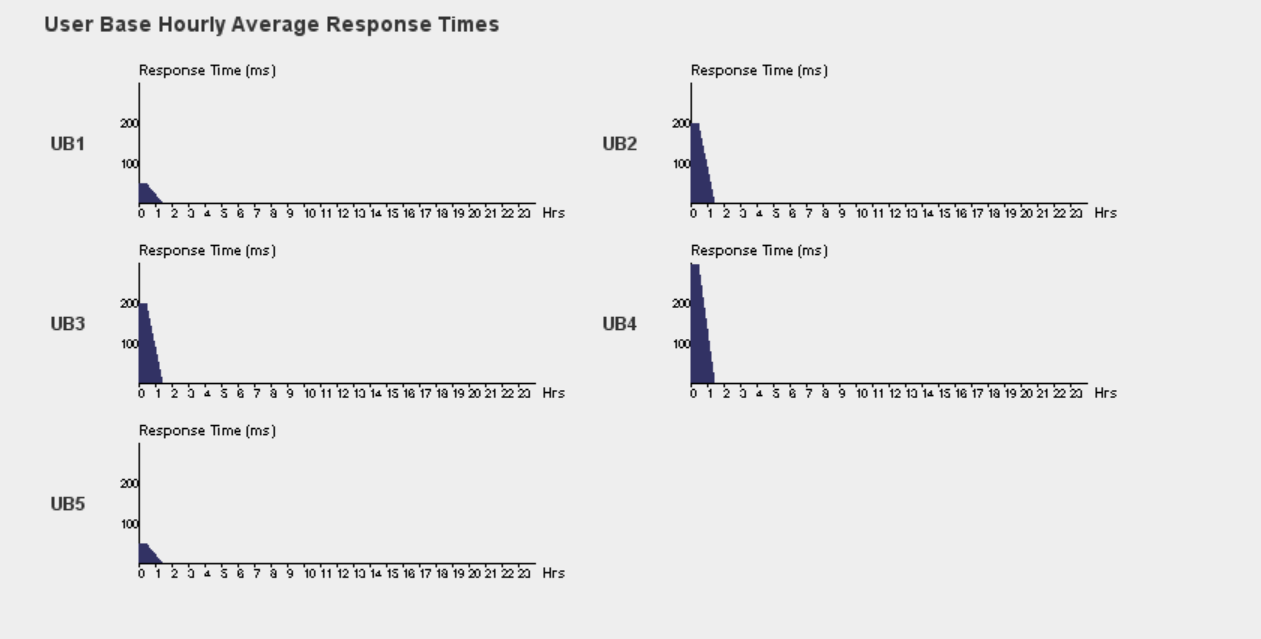 User Base Hourly Average Response Times
Response Time (ms)
UB1
200
100
0 1 2 3 4 5 6 7 8 9 10 11 12 13 14 15 16 17 18 19 20 21 22 23 Hrs
Response Time (ms)
UB2
200
100
0 1 2 3 4 5 6 7 8 9 10 11 12 13 14 15 16 17 18 19 20 21 22 23 Hrs
Response Time (ms)
UB3
200
100
0 1 2 3 4 5 6 7 8 9 10 11 12 13 14 15 16 17 18 19 20 21 22 23 Hrs
Response Time (ms)
UB4
200
100
0 1 2 3 4 5 6 7 8 9 10 11 12 13 14 15 16 17 18 19 20 21 22 23 Hrs
Response Time (ms)
UB5
200
100
0 1 2 3 4 5 6 7 8 9 10 11 12 13 14 15 16 17 18 19 20 21 22 23 Hrs